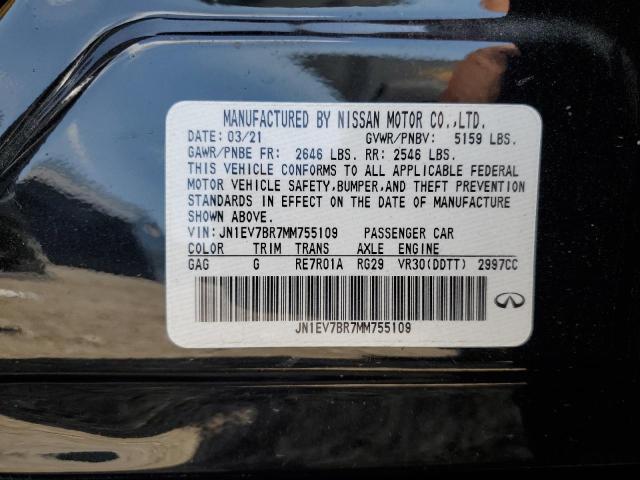 MANUFACTURED BY NISSAN MOTOR CO.,LTD.
DATE: 03/21 GVWR/PNBV: 5159 LBS.
GAWR/PNBE FR: 2646 LBS. RR: 2546 LBS.
THIS VEHICLE CONFORMS TO ALL APPLICABLE FEDERAL
MOTOR VEHICLE SAFETY,BUMPER,AND THEFT PREVENTION
STANDARDS IN EFFECT ON THE DATE OF MANUFACTURE
SHOWN ABOVE.
VIN: JN1EV7BR7MM755109 PASSENGER CAR
COLOR TRIM TRANS AXLE ENGINE
GAG G RE7R01A RG29 VR30(DDTT) 2997CC
JN1EV7BR7MM755109